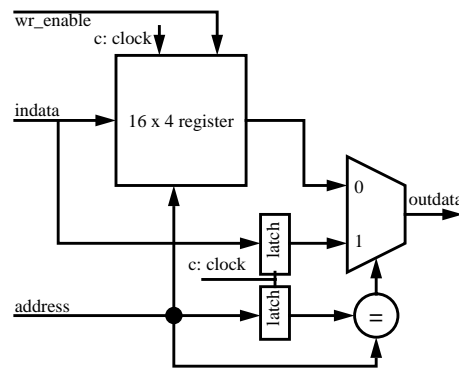 wr_enable
c: clock
indata
16 x 4 register
0
outdata
latch
1
c: clock
address
latch
=